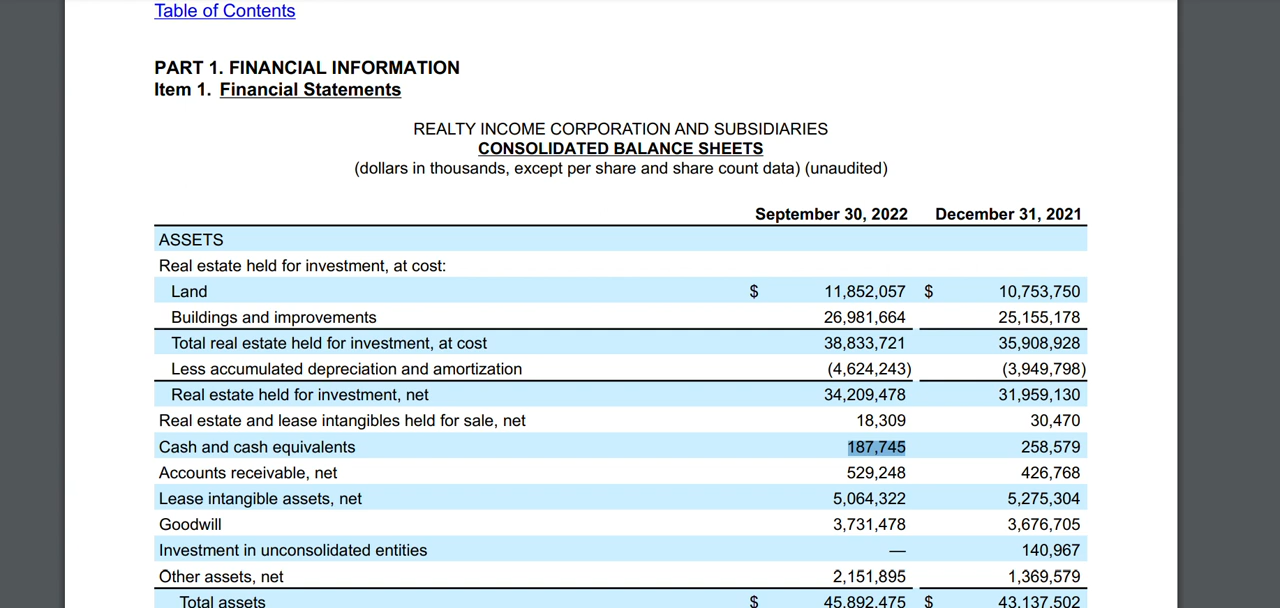 Table of Contents
PART 1. FINANCIAL INFORMATION
Item 1. Financial Statements
REALTY INCOME CORPORATION AND SUBSIDIARIES
CONSOLIDATED BALANCE SHEETS
(dollars in thousands, except per share and share count data) (unaudited)
September 30, 2022 December 31, 2021
ASSETS
Real estate held for investment, at cost:
Land $ 11,852,057 $ 10,753,750
Buildings and improvements 26,981,664 25,155,178
Total real estate held for investment, at cost 38,833,721 35,908,928
Less accumulated depreciation and amortization (4,624,243) (3,949,798)
Real estate held for investment, net 34,209,478 31,959,130
Real estate and lease intangibles held for sale, net 18,309 30,470
Cash and cash equivalents 187,745 258,579
Accounts receivable, net 529,248 426,768
Lease intangible assets, net 5,064,322 5,275,304
Goodwill 3,731,478 3,676,705
Investment in unconsolidated entities — 140,967
Other assets, net 2,151,895 1,369,579
Total assets $ 45,892,475 $ 43,137,502